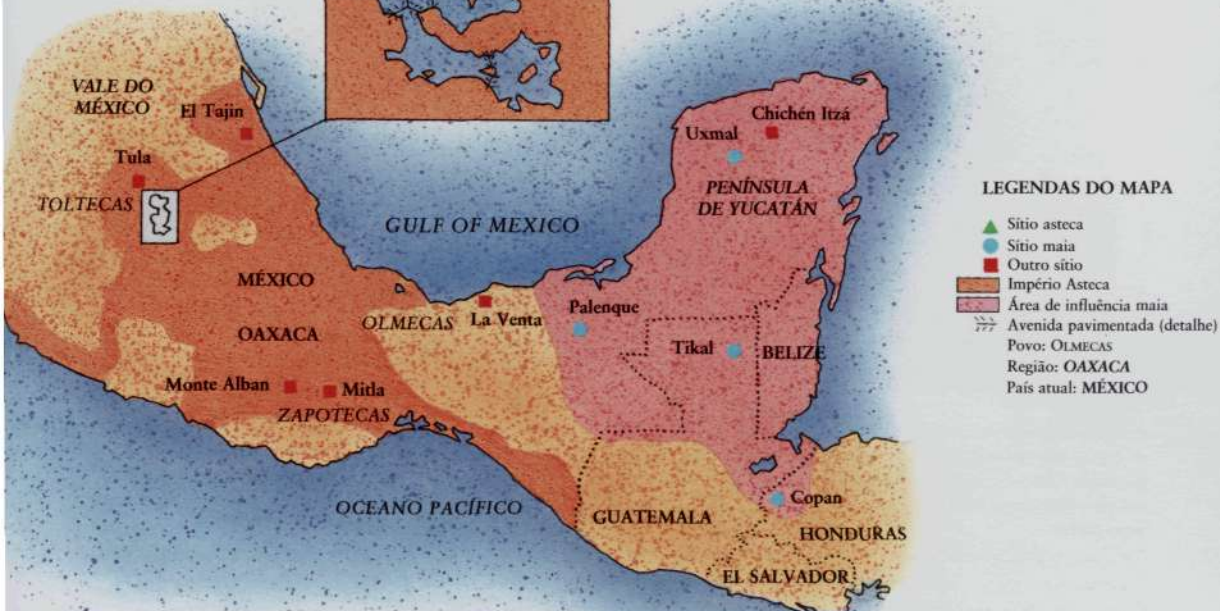 VALE DO
MÉXICO
El Tajin
Tula
TOLTECAS
GULF OF MEXICO
MÉXICO
OAXACA
OLMECAS
La Venta
Monte Alban
Mitla
ZAPOTECAS
OCEANO PACÍFICO
Chichén Itzá
Uxmal
PENÍNSULA
DE YUCATÁN
Palenque
Tikal
BELIZE
Copan
GUATEMALA
HONDURAS
EL SALVADOR
LEGENDAS DO MAPA
Sítio asteca
Sítio maia
Outro sítio
Império Asteca
Área de influência maia
Avenida pavimentada (detalhe)
Povo: OLMECAS
Região: OAXACA
País atual: MÉXICO